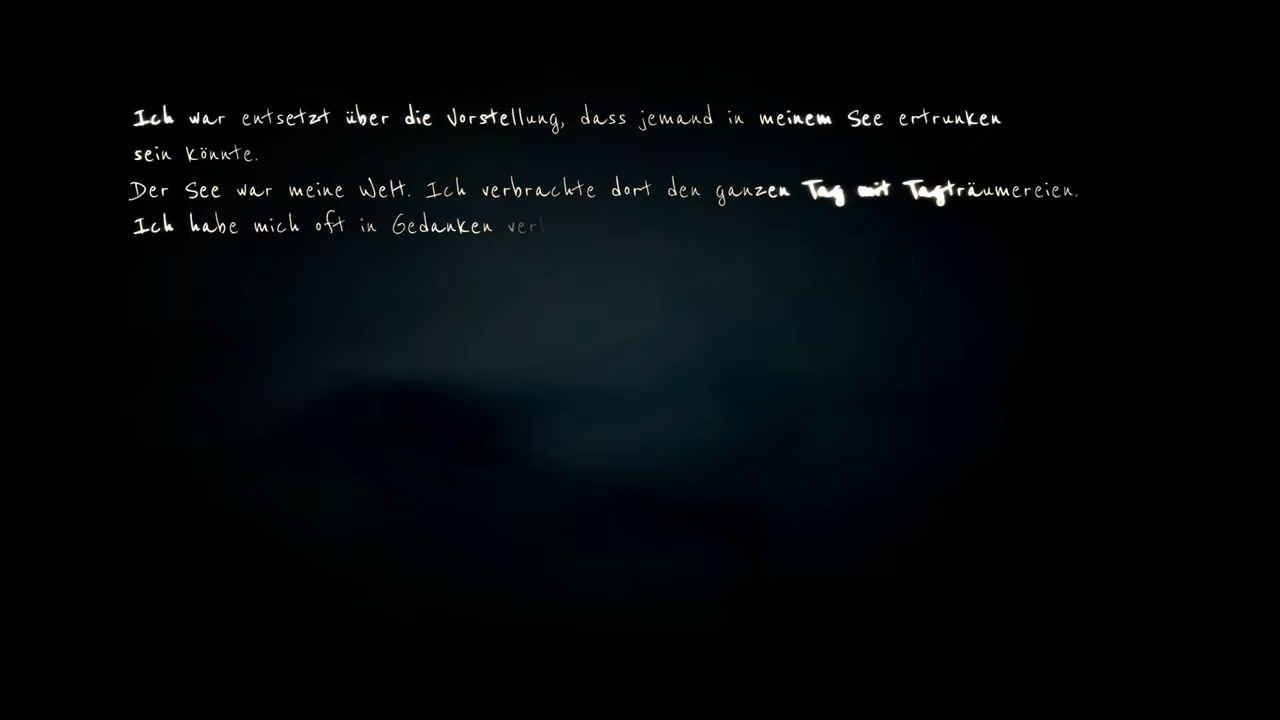 Ich war entsetzt über die Vorstellung, dass jemand in meinem See ertrunken
sein könnte.
Der See war meine Welt. Ich verbrachte dort den ganzen Tag mit Tagträumereien.
Ich habe mich oft in Gedanken verl